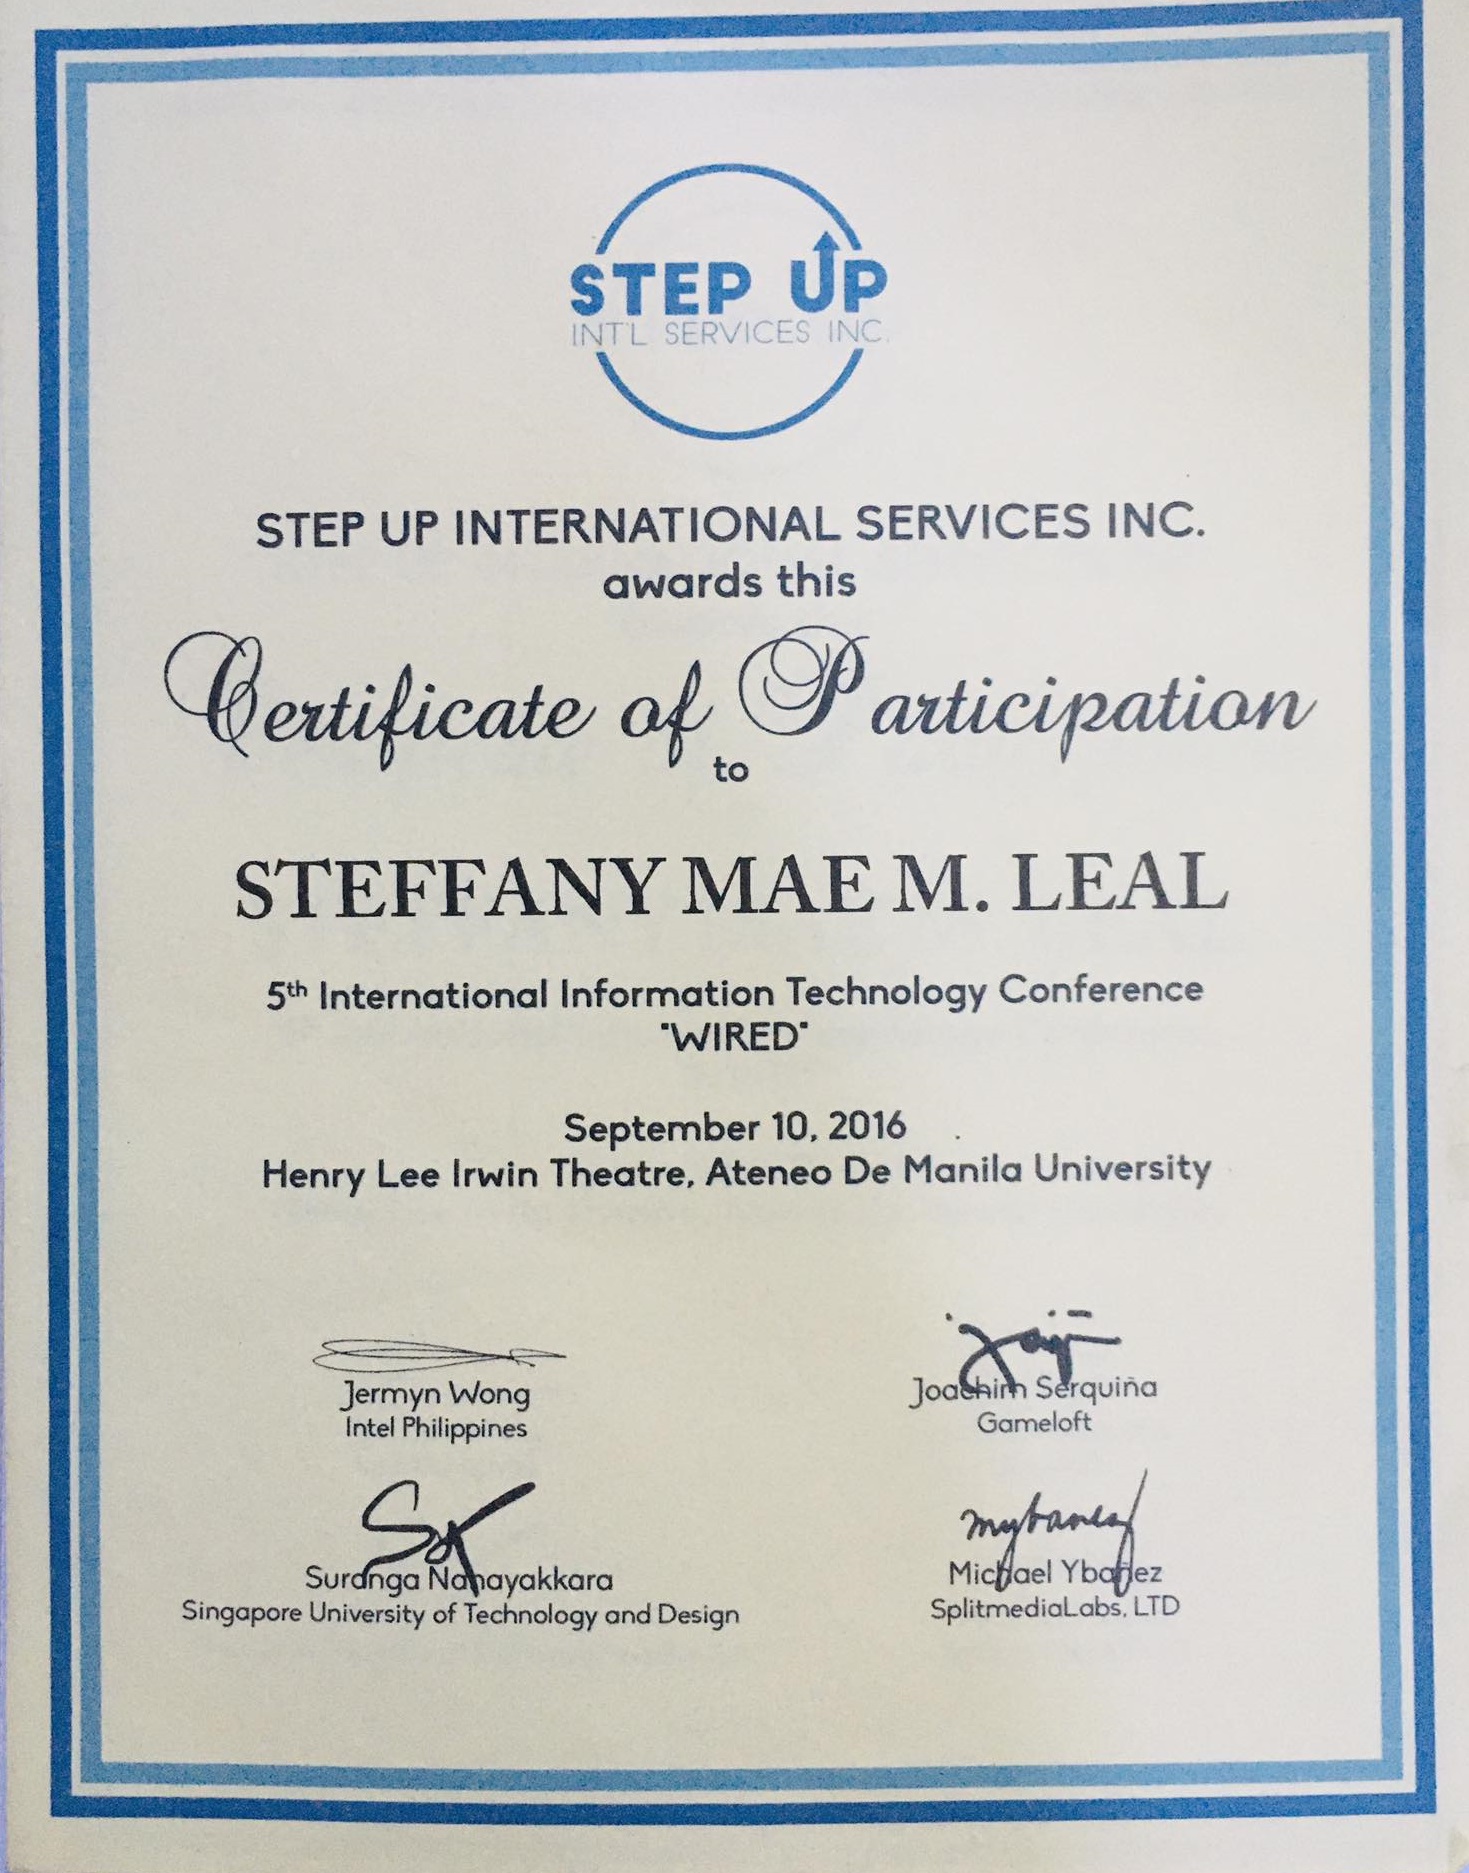 STEP UP
INT'L SERVICES INC.
STEP UP INTERNATIONAL SERVICES INC.
awards this
Certificate of Participation
to
STEFFANY MAE M. LEAL
5th International Information Technology Conference
"WIRED"
September 10, 2016
Henry Lee Irwin Theatre, Ateneo De Manila University
Jermyn Wong
Intel Philippines
Joachim Serquiña
Gameloft
Suranga Nanayakkara
Singapore University of Technology and Design
mybanez
Michael Ybañez
SplitmediaLabs, LTD